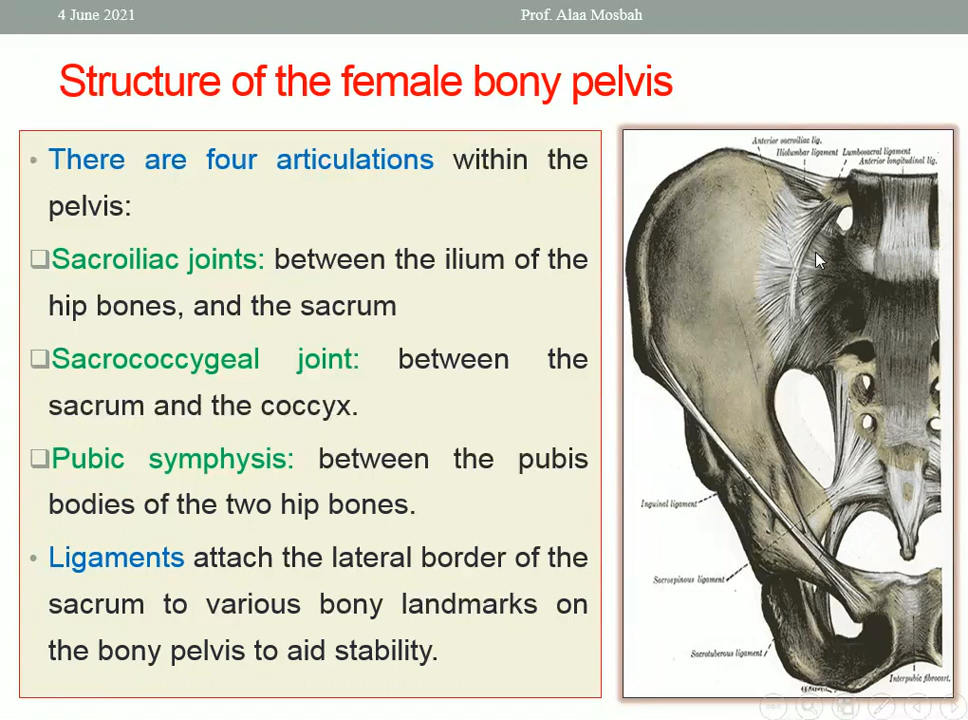 4 June 2021
Prof. Alaa Mosbah
Structure of the female bony pelvis
• There are four articulations within the
pelvis:
❑Sacroiliac joints: between the ilium of the
hip bones, and the sacrum
❑Sacrococcygeal joint: between the
sacrum and the coccyx.
❑Pubic symphysis: between the pubis
bodies of the two hip bones.
• Ligaments attach the lateral border of the
sacrum to various bony landmarks on
the bony pelvis to aid stability.
Anterior sacroiliac lig.
Iliolumbar ligament
Lumbosacral ligament
Anterior longitudinal lig.
Inguinal ligament
Sacrospinous ligament
Sacrotuberous ligament
Interpubic fibrocart.